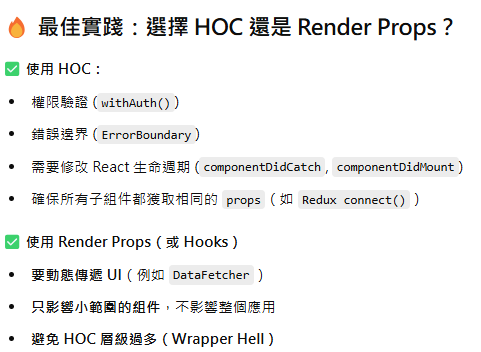 🔥 最佳實踐：選擇 HOC 還是 Render Props？
✅ 使用 HOC：
• 權限驗證 (withAuth())
• 錯誤邊界 (ErrorBoundary)
• 需要修改 React 生命週期 (componentDidCatch, componentDidMount)
• 確保所有子組件都獲取相同的 props（如 Redux connect()）
✅ 使用 Render Props（或 Hooks）
• 要動態傳遞 UI（例如 DataFetcher）
• 只影響小範圍的組件，不影響整個應用
• 避免 HOC 層級過多（Wrapper Hell）